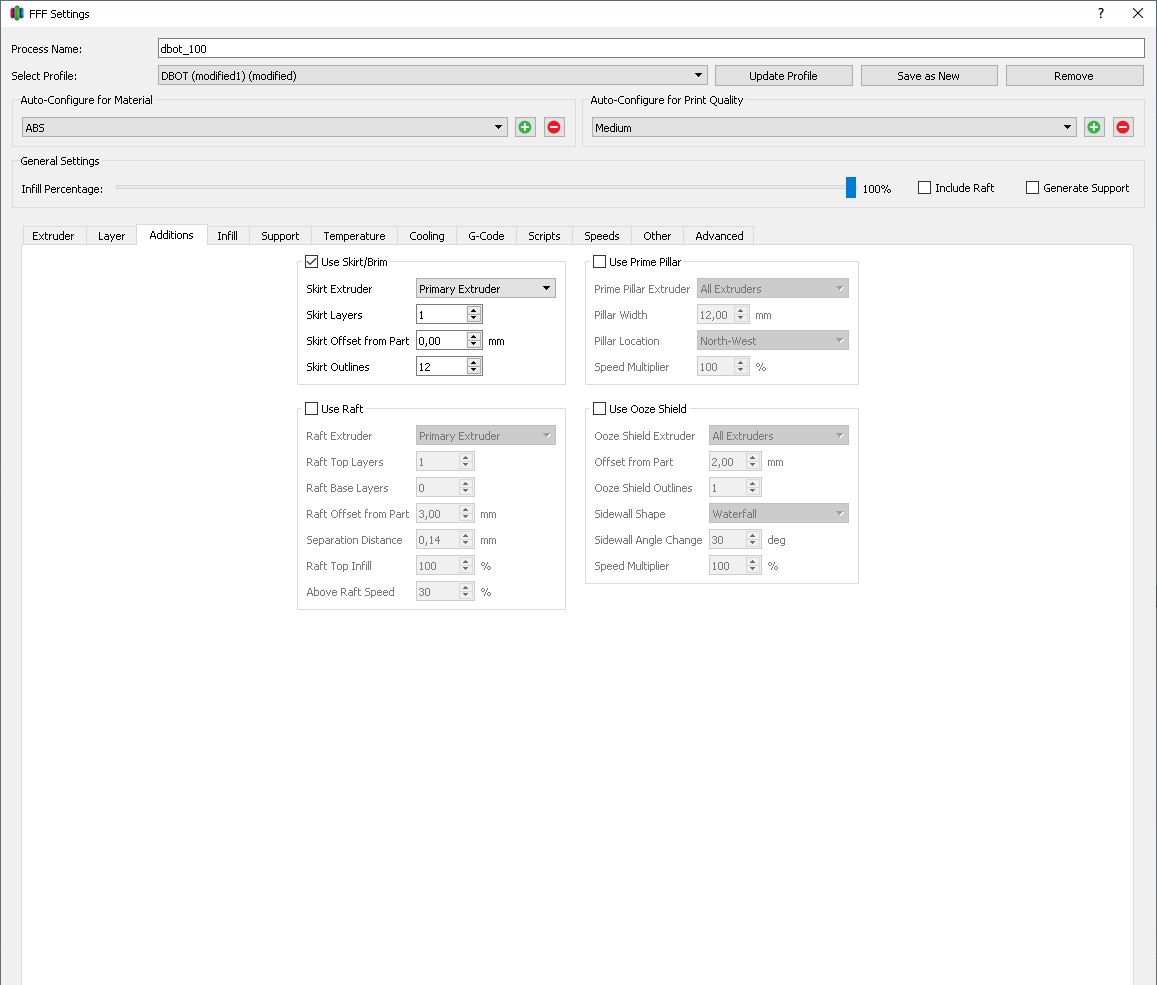 FFF Settings
?
Process Name: dbot_100
Select Profile: DBOT (modified1) (modified) Update Profile Save as New Remove
Auto-Configure for Material Auto-Configure for Print Quality
ABS Medium
General Settings
Infill Percentage: 100% Include Raft Generate Support
Extruder Layer Additions Infill Support Temperature Cooling G-Code Scripts Speeds Other Advanced
Use Skirt/Brim
Skirt Extruder Primary Extruder
Skirt Layers 1
Skirt Offset from Part 0,00 mm
Skirt Outlines 12
Use Prime Pillar
Prime Pillar Extruder All Extruders
Pillar Width 12,00 mm
Pillar Location North-West
Speed Multiplier 100 %
Use Raft
Raft Extruder Primary Extruder
Raft Top Layers 1
Raft Base Layers 0
Raft Offset from Part 3,00 mm
Separation Distance 0,14 mm
Raft Top Infill 100 %
Above Raft Speed 30 %
Use Ooze Shield
Ooze Shield Extruder All Extruders
Offset from Part 2,00 mm
Ooze Shield Outlines 1
Sidewall Shape Waterfall
Sidewall Angle Change 30 deg
Speed Multiplier 100 %